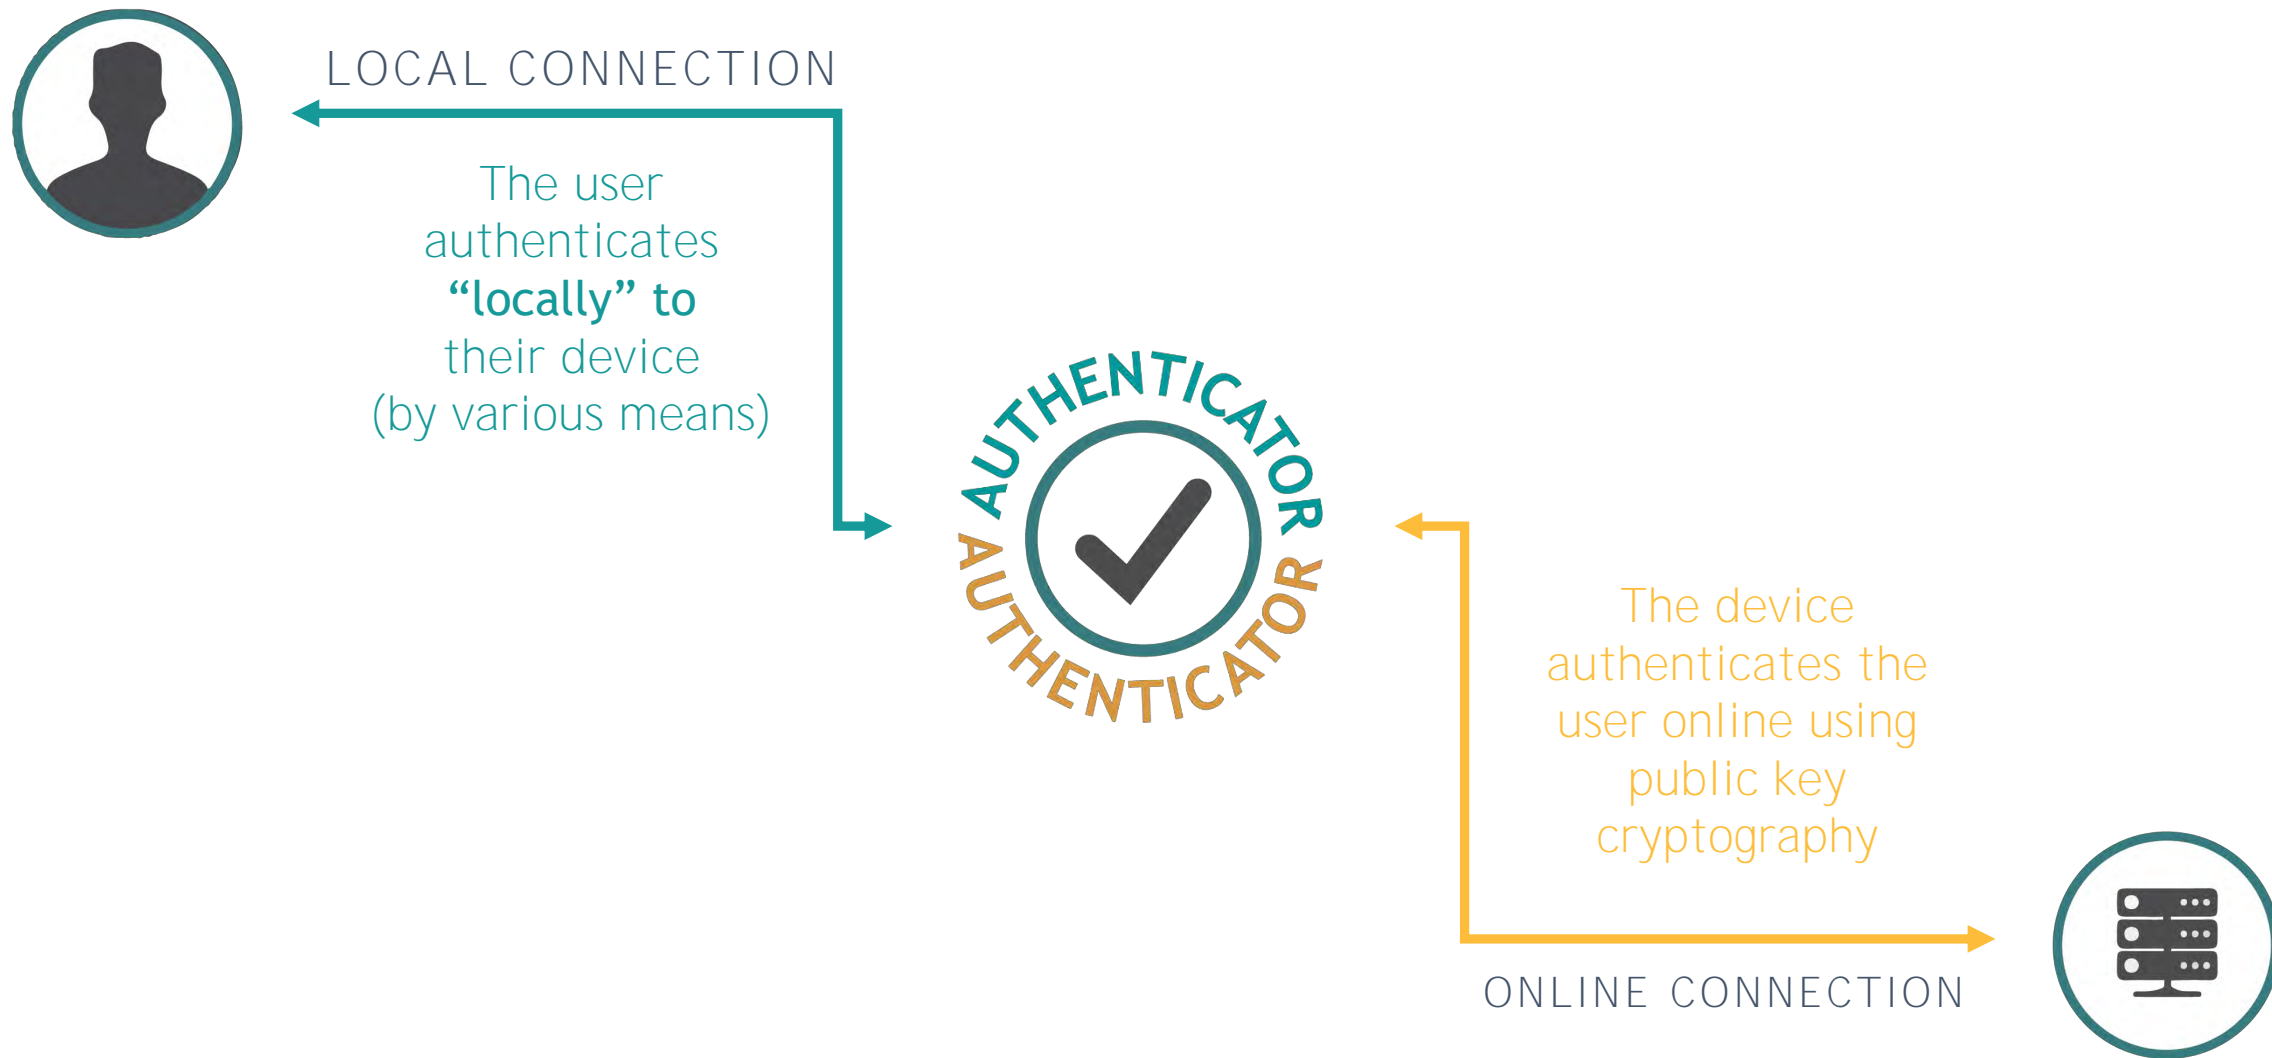 LOCAL CONNECTION
The user
authenticates
“locally” to
their device
(by various means)
AUTHENTICATOR
AUTHENTICATOR
The device
authenticates the
user online using
public key
cryptography
ONLINE CONNECTION